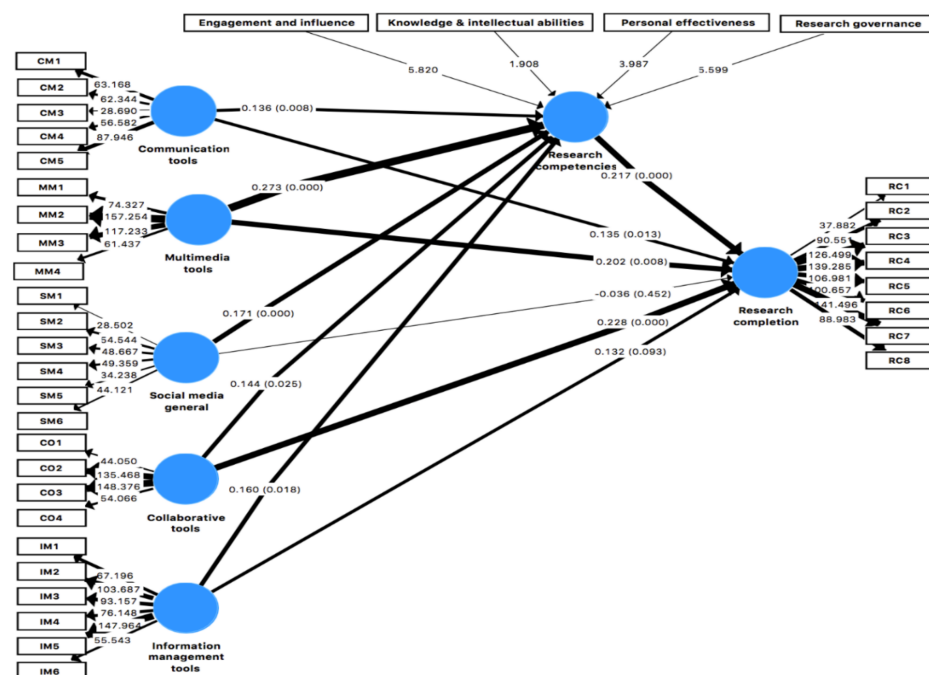 Engagement and influence
Knowledge & intellectual abilities
Personal effectiveness
Research governance
5.820
1.908
3.987
5.599
CM1
CM2
CM3
CM4
CM5
63.168
62.344
28.690
56.582
87.946
Communication
tools
0.136 (0.008)
Research
competencies
MM1
MM2
MM3
MM4
74.327
157.254
117.233
61.437
Multimedia
tools
0.273 (0.000)
0.217 (0.000)
0.135 (0.013)
0.202 (0.008)
-0.036 (0.452)
0.228 (0.000)
0.132 (0.093)
RC1
RC2
RC3
RC4
RC5
RC6
RC7
RC8
37.882
90.551
126.499
139.285
106.981
100.657
141.496
88.983
Research
completion
SM1
SM2
SM3
SM4
SM5
SM6
28.502
54.544
48.667
49.359
34.238
44.121
Social media
general
0.171 (0.000)
0.144 (0.025)
CO1
CO2
CO3
CO4
44.050
135.468
148.376
54.066
Collaborative
tools
0.160 (0.018)
IM1
IM2
IM3
IM4
IM5
IM6
67.196
103.687
93.157
76.148
147.964
55.543
Information
management
tools